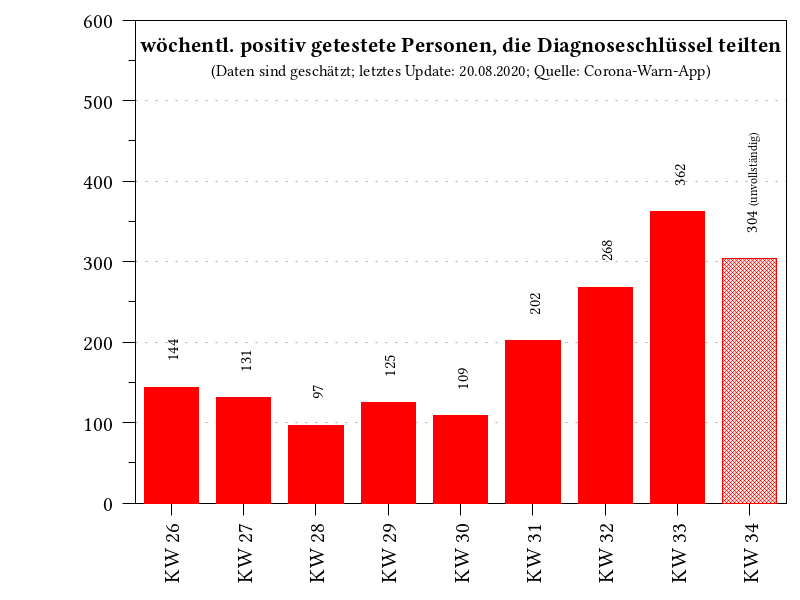 wöchentl. positiv getestete Personen, die Diagnoseschlüssel teilten
(Daten sind geschätzt; letztes Update: 20.08.2020; Quelle: Corona-Warn-App)
600
500
400
300
200
100
0
144
131
97
125
109
202
268
362
304 (unvollständig)
KW 26
KW 27
KW 28
KW 29
KW 30
KW 31
KW 32
KW 33
KW 34